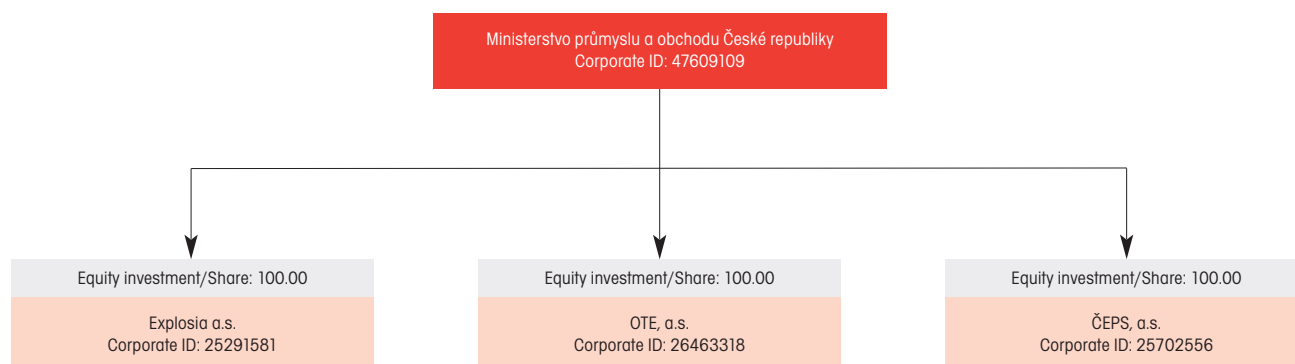 Ministerstvo průmyslu a obchodu České republiky
Corporate ID: 47609109
Equity investment/Share: 100.00
Explosia a.s.
Corporate ID: 25291581
Equity investment/Share: 100.00
OTE, a.s.
Corporate ID: 26463318
Equity investment/Share: 100.00
ČEPS, a.s.
Corporate ID: 25702556